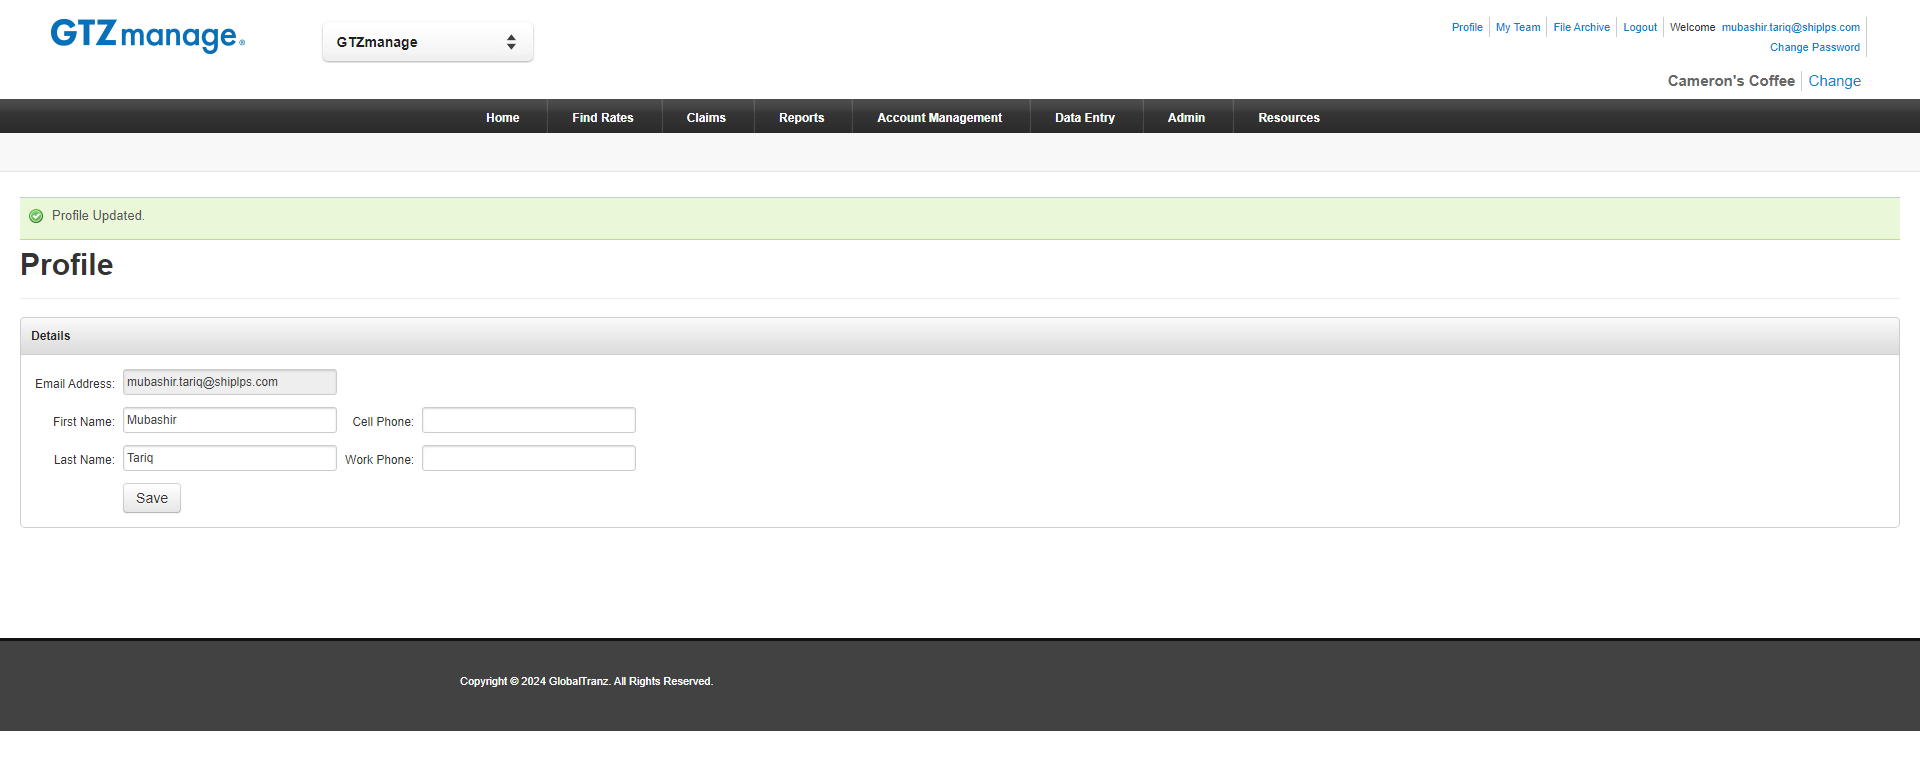 GTZmanage®
GTZmanage
Profile My Team File Archive Logout Welcome mubashir.tariq@shiplps.com
Change Password
Cameron's Coffee Change
Home Find Rates Claims Reports Account Management Data Entry Admin Resources
Profile Updated.
Profile
Details
Email Address: mubashir.tariq@shiplps.com
First Name: Mubashir Cell Phone:
Last Name: Tariq Work Phone:
Save
Copyright © 2024 GlobalTranz. All Rights Reserved.